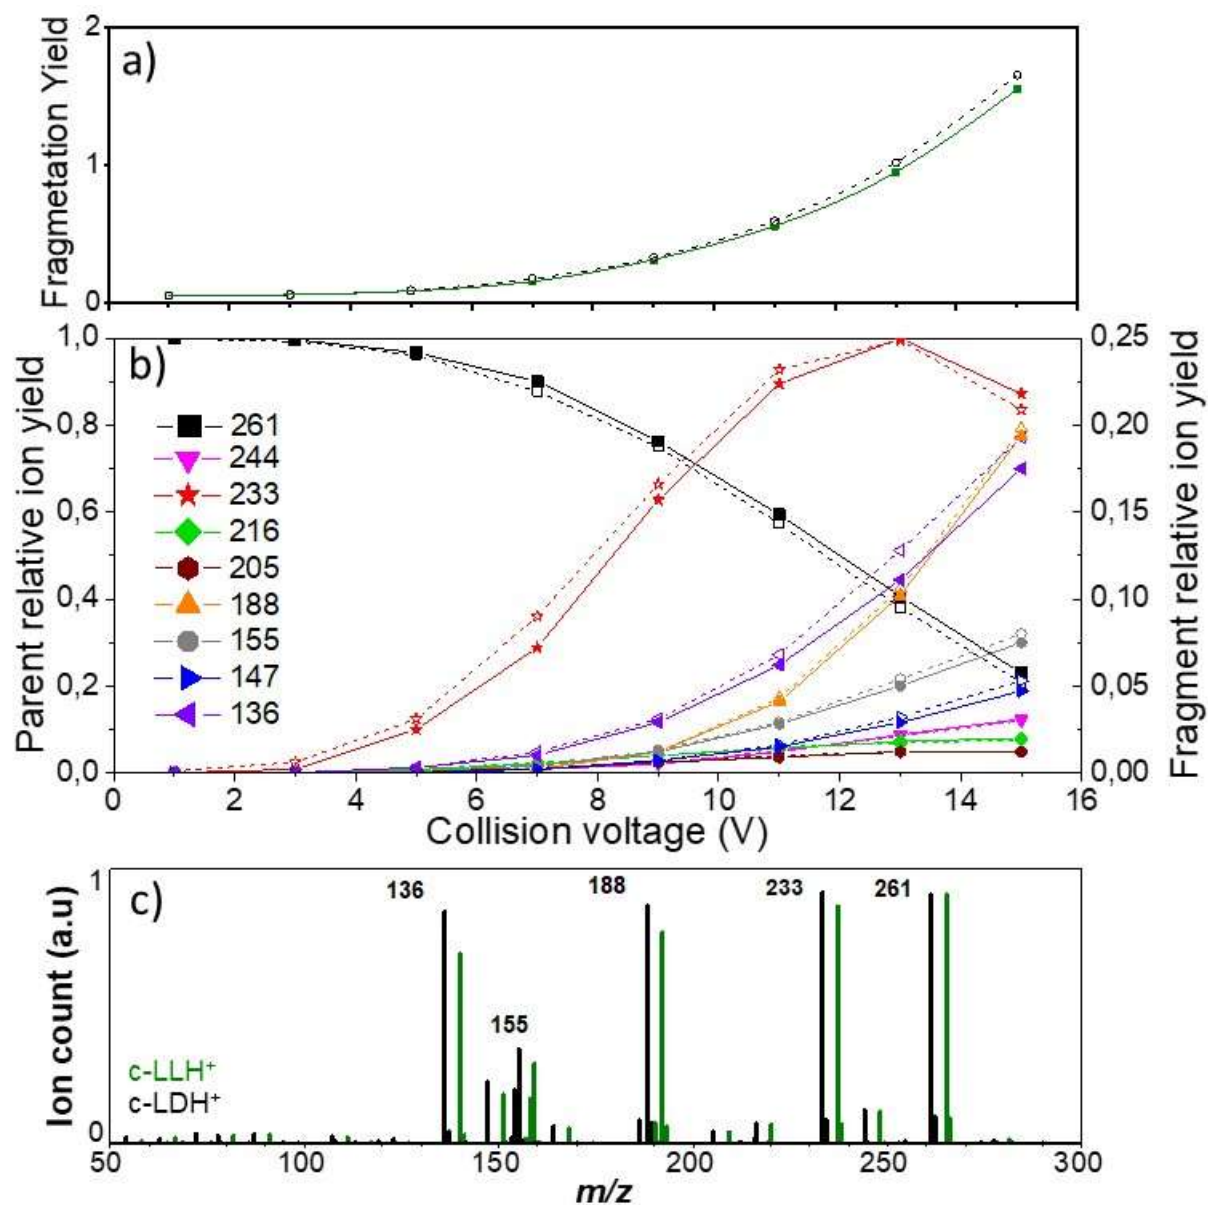 a)
Fragmetation Yield
2
1
0
b)
Parent relative ion yield
Fragment relative ion yield
1,0
0,8
0,6
0,4
0,2
0,0
0,25
0,20
0,15
0,10
0,05
0,00
261
244
233
216
205
188
155
147
136
0 2 4 6 8 10 12 14 16
Collision voltage (V)
c)
Ion count (a.u)
1
0
136
155
188
233
261
c-LLH⁺
c-LDH⁺
50 100 150 200 250 300
m/z